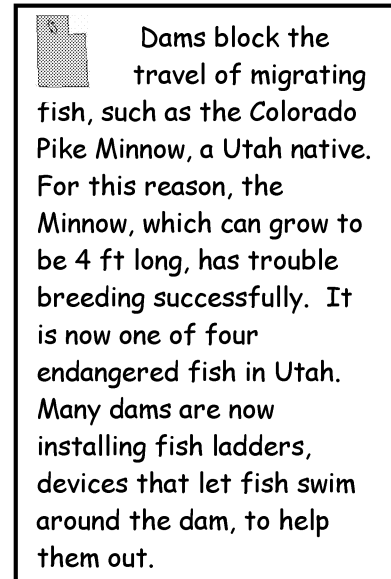 Dams block the
travel of migrating
fish, such as the Colorado
Pike Minnow, a Utah native.
For this reason, the
Minnow, which can grow to
be 4 ft long, has trouble
breeding successfully.  It
is now one of four
endangered fish in Utah.
Many dams are now
installing fish ladders,
devices that let fish swim
around the dam, to help
them out.